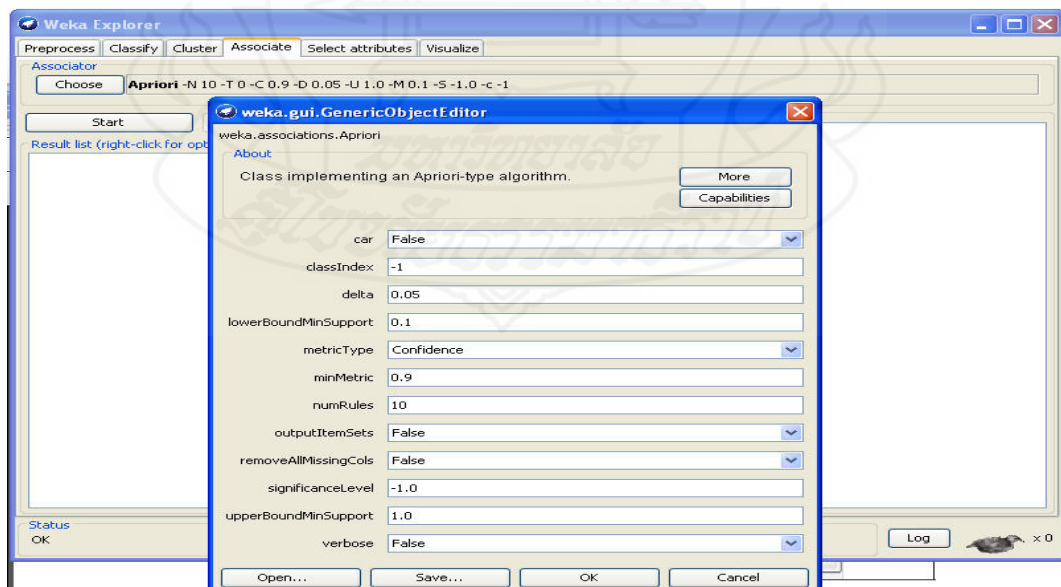 Weka Explorer
Preprocess Classify Cluster Associate Select attributes Visualize
Associator
Choose Apriori -N 10 -T 0 -C 0.9 -D 0.05 -U 1.0 -M 0.1 -S -1.0 -c -1
Start
Result list (right-click for opt
weka.gui.GenericObjectEditor
weka.associations.Apriori
About
Class implementing an Apriori-type algorithm.
More
Capabilities
car False
classIndex -1
delta 0.05
lowerBoundMinSupport 0.1
metricType Confidence
minMetric 0.9
numRules 10
outputItemSets False
removeAllMissingCols False
significanceLevel -1.0
upperBoundMinSupport 1.0
verbose False
Open... Save... OK Cancel
Status
OK
Log
x 0